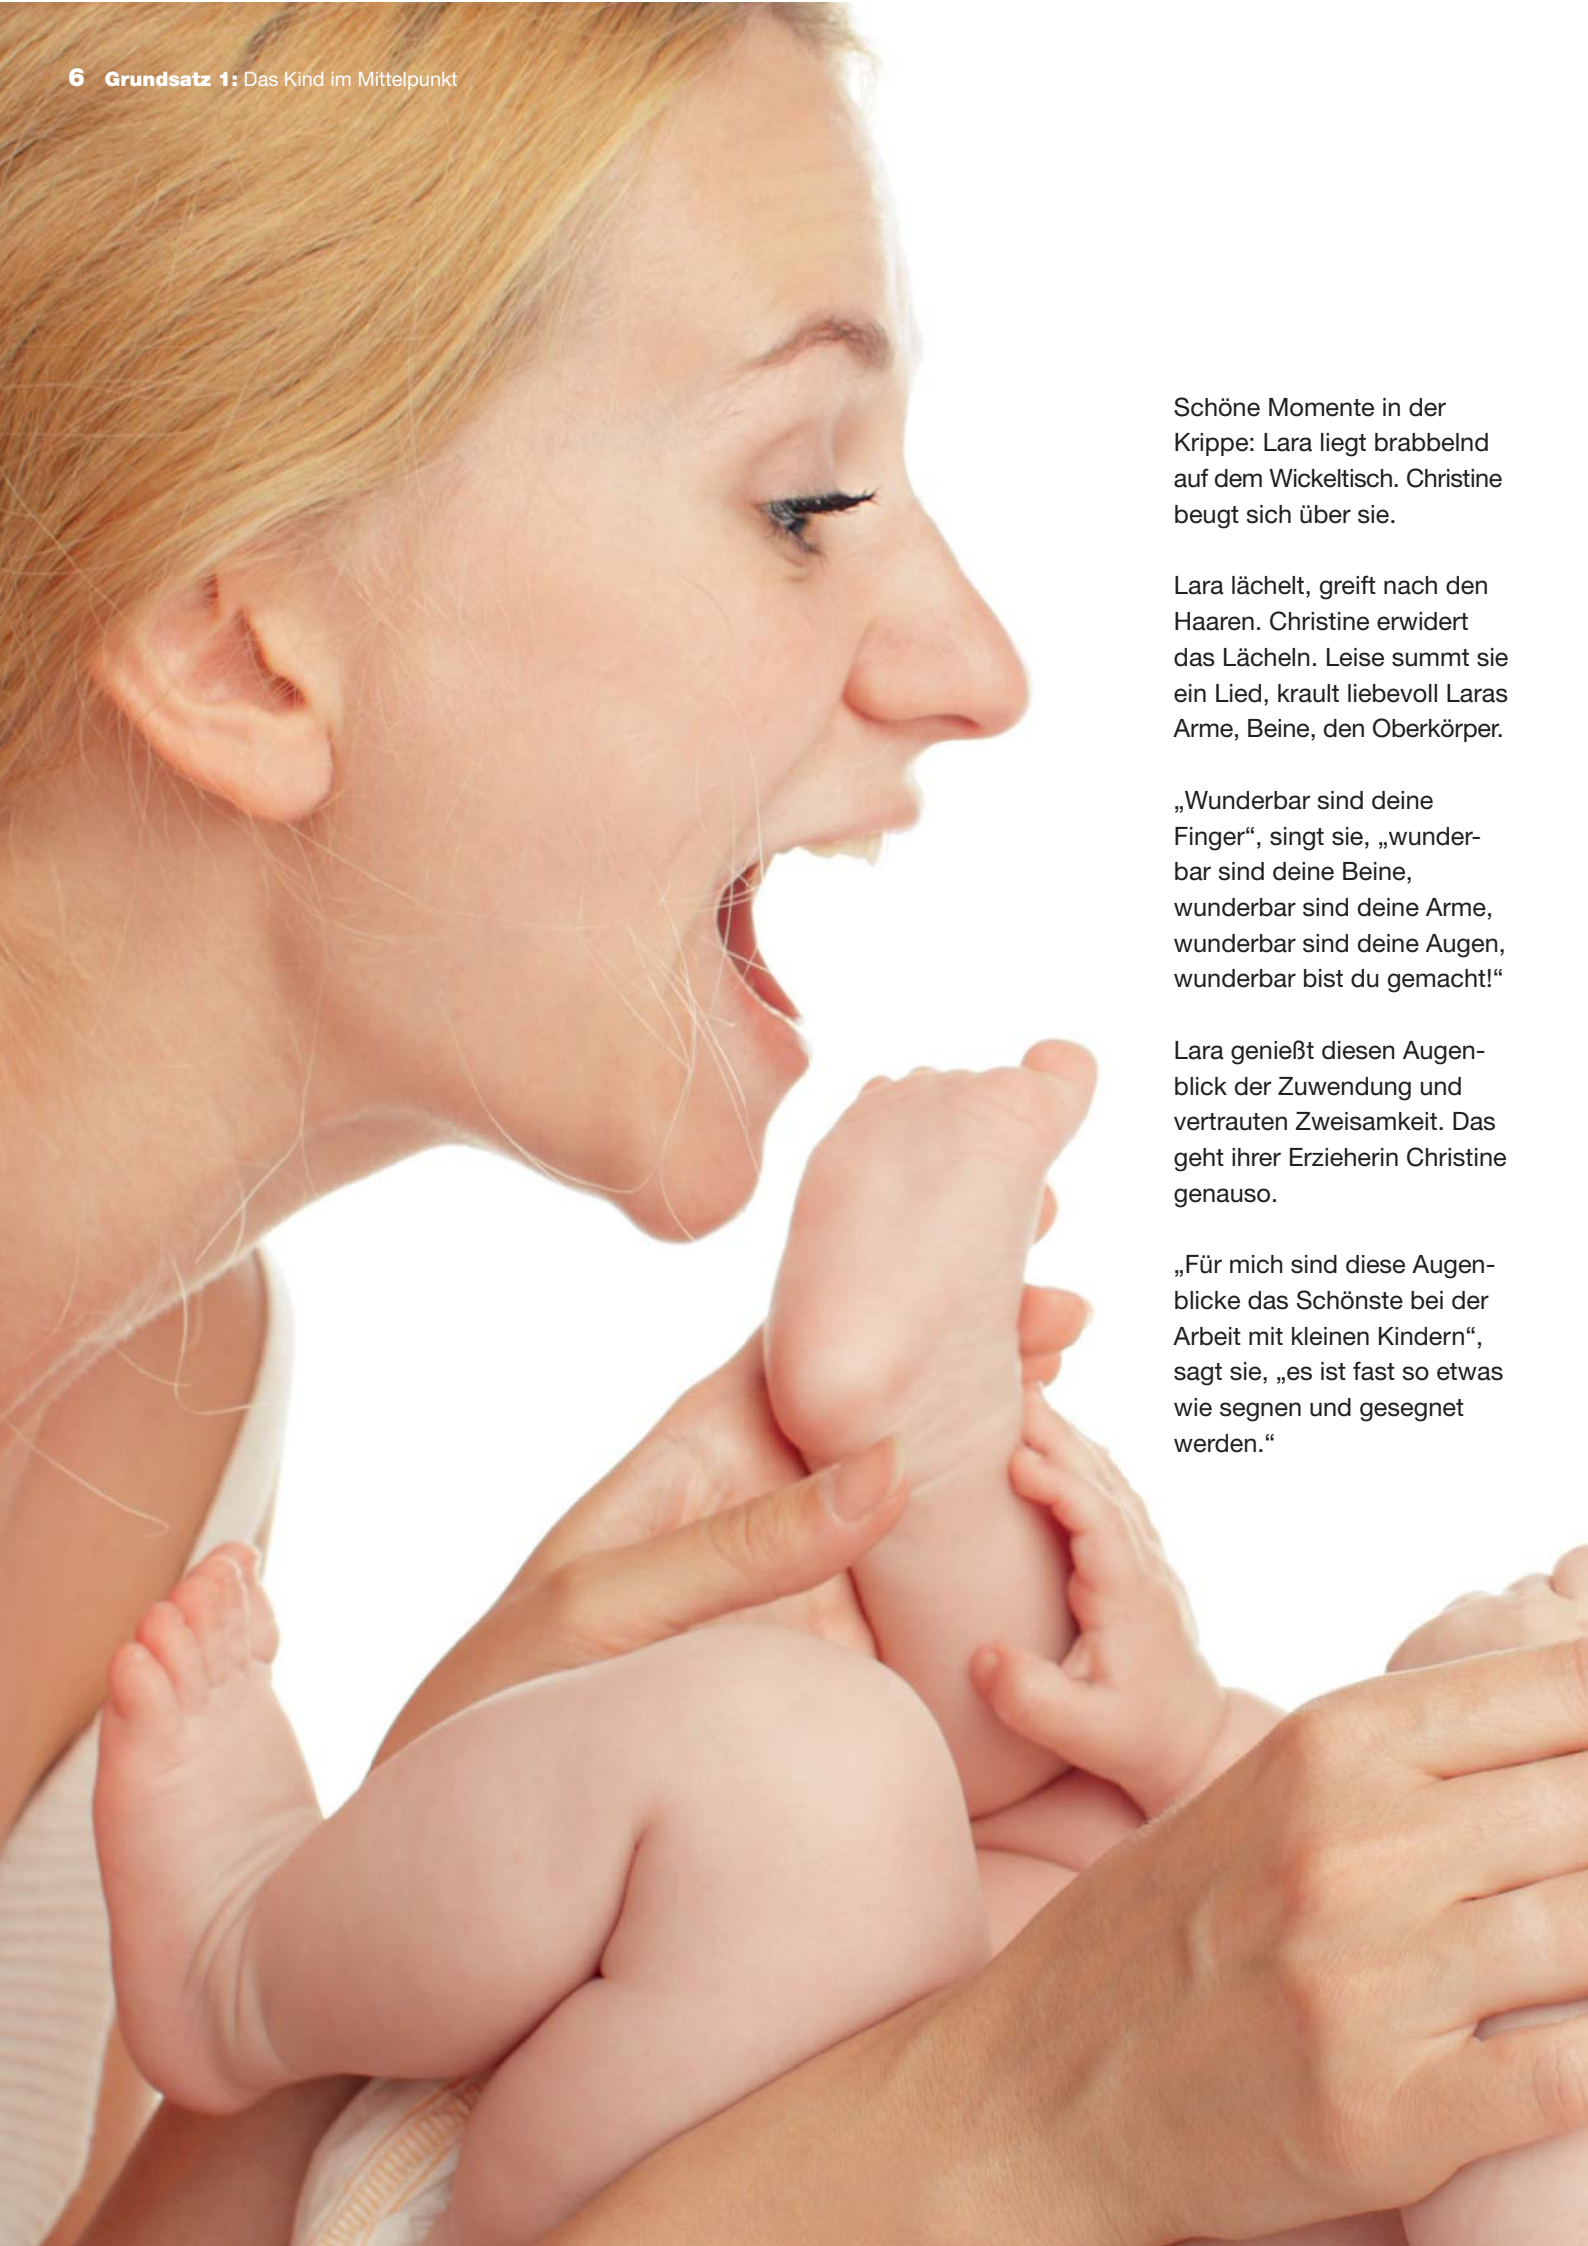 6 Grundsatz 1: Das Kind im Mittelpunkt
Schöne Momente in der
Krippe: Lara liegt brabbelnd
auf dem Wickeltisch. Christine
beugt sich über sie.
Lara lächelt, greift nach den
Haaren. Christine erwidert
das Lächeln. Leise summt sie
ein Lied, krault liebevoll Laras
Arme, Beine, den Oberkörper.
„Wunderbar sind deine
Finger“, singt sie, „wunder-
bar sind deine Beine,
wunderbar sind deine Arme,
wunderbar sind deine Augen,
wunderbar bist du gemacht!“
Lara genießt diesen Augen-
blick der Zuwendung und
vertrauten Zweisamkeit. Das
geht ihrer Erzieherin Christine
genauso.
„Für mich sind diese Augen-
blicke das Schönste bei der
Arbeit mit kleinen Kindern“,
sagt sie, „es ist fast so etwas
wie segnen und gesegnet
werden.“